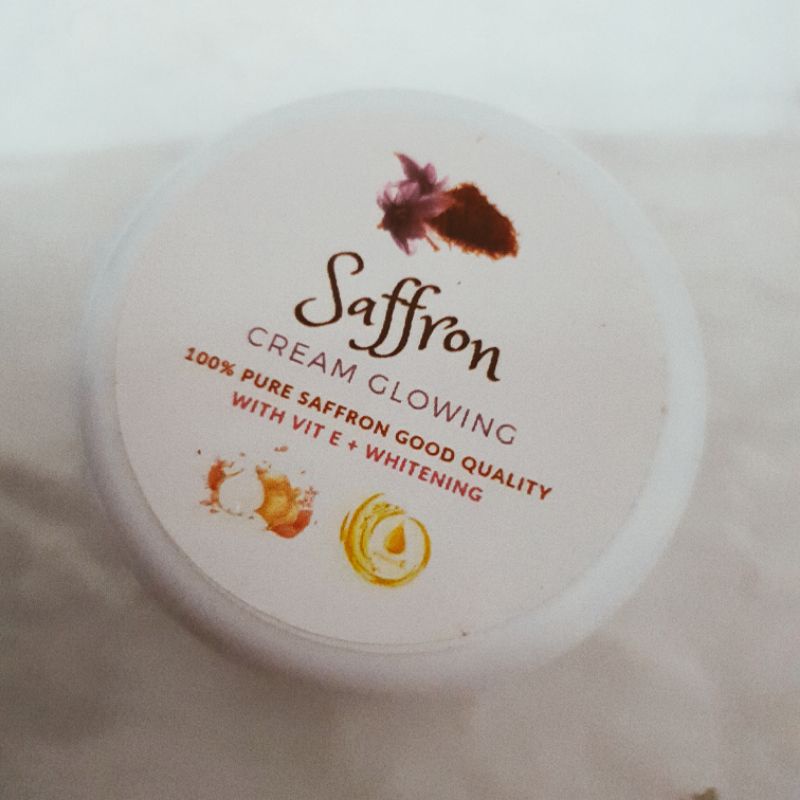 Saffron
CREAM GLOWING
100% PURE SAFFRON GOOD QUALITY
WITH VIT E + WHITENING